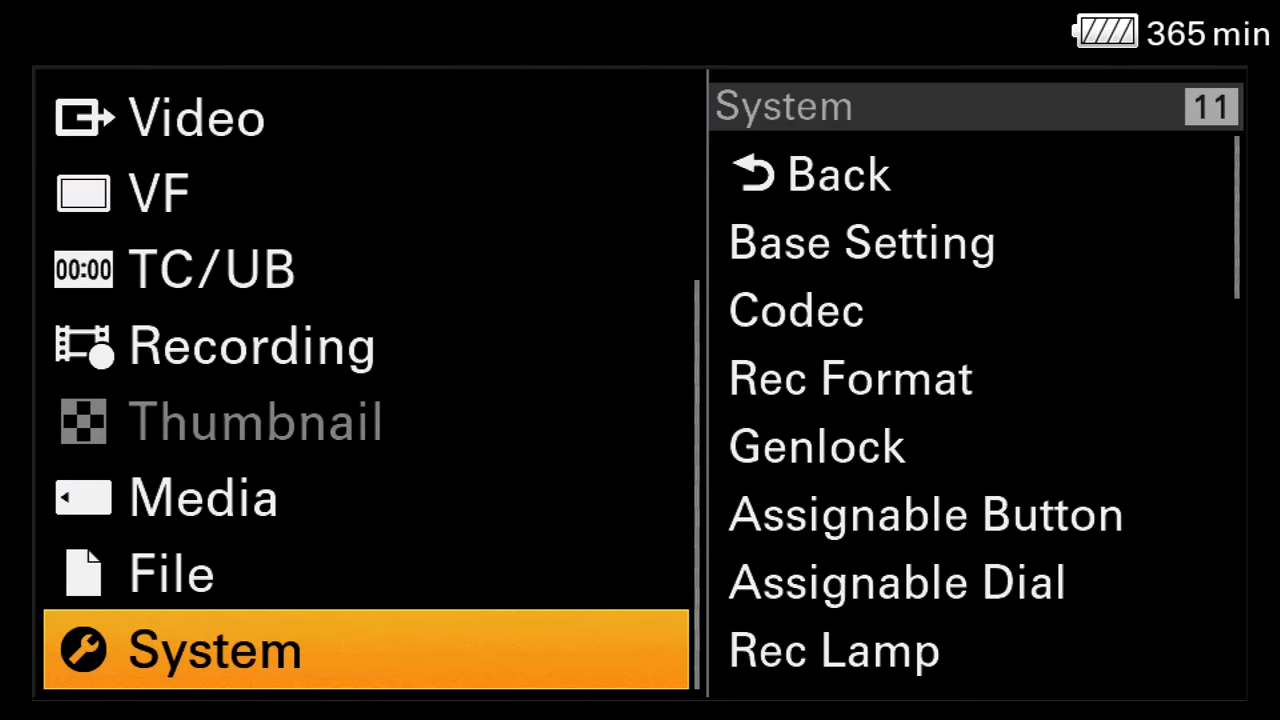 365 min
Video
VF
00:00 TC/UB
Recording
Thumbnail
Media
File
System
System 11
Back
Base Setting
Codec
Rec Format
Genlock
Assignable Button
Assignable Dial
Rec Lamp